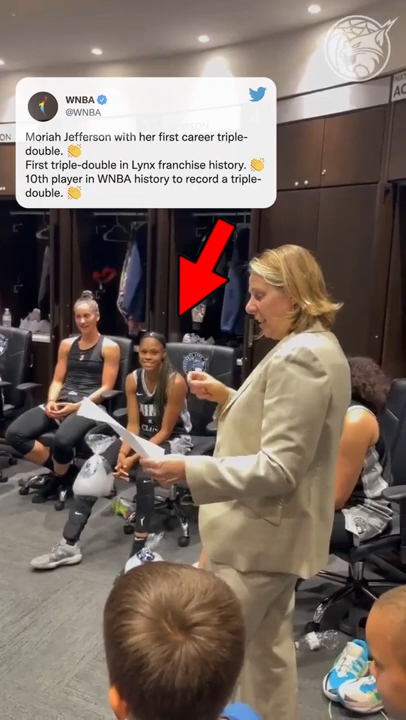 WNBA
@WNBA
Moriah Jefferson with her first career triple-
double. 👏
First triple-double in Lynx franchise history. 👏
10th player in WNBA history to record a triple-
double. 👏